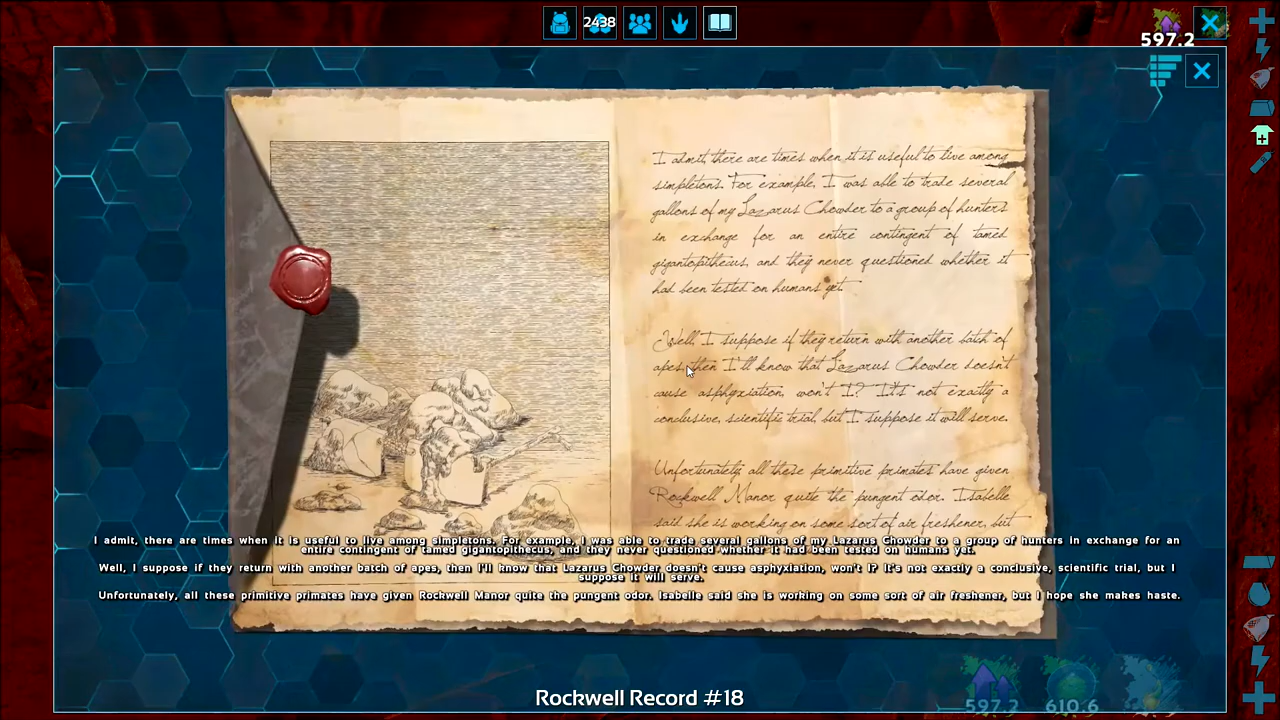 2438
597.2
I admit, there are times when it is useful to live among
simpletons. For example, I was able to trade several
gallons of my Lazarus Chowder to a group of hunters
in exchange for an entire contingent of tamed
gigantopithecus, and they never questioned whether it
had been tested on humans yet.
Well, I suppose if they return with another batch of
apes, then I'll know that Lazarus Chowder doesn't
cause asphyxiation, won't I? It's not exactly a
conclusive, scientific trial, but I suppose it will serve.
Unfortunately, all these primitive primates have given
Rockwell Manor quite the pungent odor. Isabelle
said she is working on some sort of air freshener, but
I admit, there are times when it is useful to live among simpletons. For example, I was able to trade several gallons of my Lazarus Chowder to a group of hunters in exchange for an
entire contingent of tamed gigantopithecus, and they never questioned whether it had been tested on humans yet.
Well, I suppose if they return with another batch of apes, then I'll know that Lazarus Chowder doesn't cause asphyxiation, won't I? It's not exactly a conclusive, scientific trial, but I
suppose it will serve.
Unfortunately, all these primitive primates have given Rockwell Manor quite the pungent odor. Isabelle said she is working on some sort of air freshener, but I hope she makes haste.
Rockwell Record #18
597.2
610.6